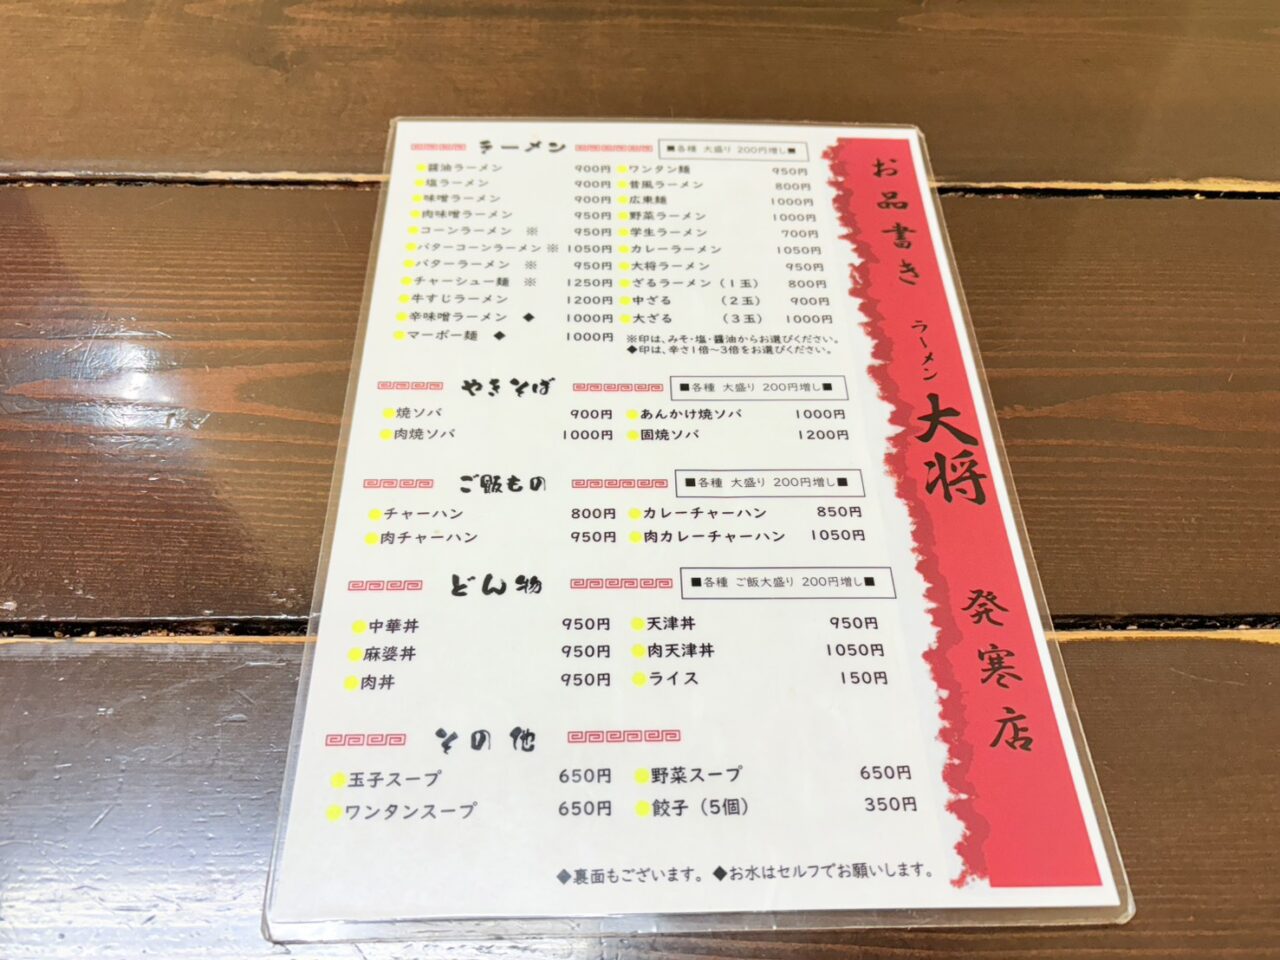 お品書き ラーメン 大将 発寒店
ラーメン ■各種 大盛り 200円増し■
醤油ラーメン 900円 ワンタン麺 950円
塩ラーメン 900円 昔風ラーメン 800円
味噌ラーメン 900円 広東麺 1000円
肉味噌ラーメン 950円 野菜ラーメン 1000円
コーンラーメン ※ 950円 学生ラーメン 700円
バターコーンラーメン ※ 1050円 カレーラーメン 1050円
バターラーメン ※ 950円 大将ラーメン 950円
チャーシュー麺 ※ 1250円 ざるラーメン (1玉) 800円
牛すじラーメン 1200円 中ざる (2玉) 900円
辛味噌ラーメン ◆ 1000円 大ざる (3玉) 1000円
マーボー麺 ◆ 1000円 ※印は、みそ・塩・醤油からお選びください。
◆印は、辛さ1倍～3倍をお選びください。
やきそば ■各種 大盛り 200円増し■
焼ソバ 900円 あんかけ焼ソバ 1000円
肉焼ソバ 1000円 固焼ソバ 1200円
ご飯もの ■各種 大盛り 200円増し■
チャーハン 800円 カレーチャーハン 850円
肉チャーハン 950円 肉カレーチャーハン 1050円
どん物 ■各種 ご飯大盛り 200円増し■
中華丼 950円 天津丼 950円
麻婆丼 950円 肉天津丼 1050円
肉丼 950円 ライス 150円
その他
玉子スープ 650円 野菜スープ 650円
ワンタンスープ 650円 餃子 (5個) 350円
◆裏面もございます。 ◆お水はセルフでお願いします。